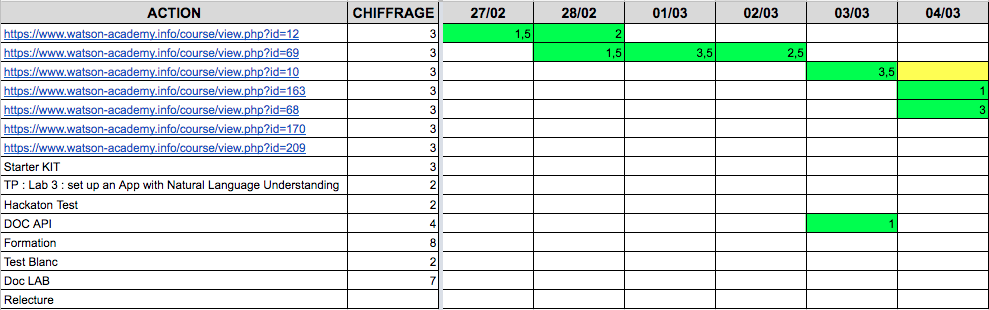 ACTION CHIFFRAGE 27/02 28/02 01/03 02/03 03/03 04/03
https://www.watson-academy.info/course/view.php?id=12 3 1,5 2
https://www.watson-academy.info/course/view.php?id=69 3 1,5 3,5 2,5
https://www.watson-academy.info/course/view.php?id=10 3 3,5
https://www.watson-academy.info/course/view.php?id=163 3 1
https://www.watson-academy.info/course/view.php?id=68 3 3
https://www.watson-academy.info/course/view.php?id=170 3
https://www.watson-academy.info/course/view.php?id=209 3
Starter KIT 3
TP : Lab 3 : set up an App with Natural Language Understanding 2
Hackaton Test 2
DOC API 4 1
Formation 8
Test Blanc 2
Doc LAB 7
Relecture